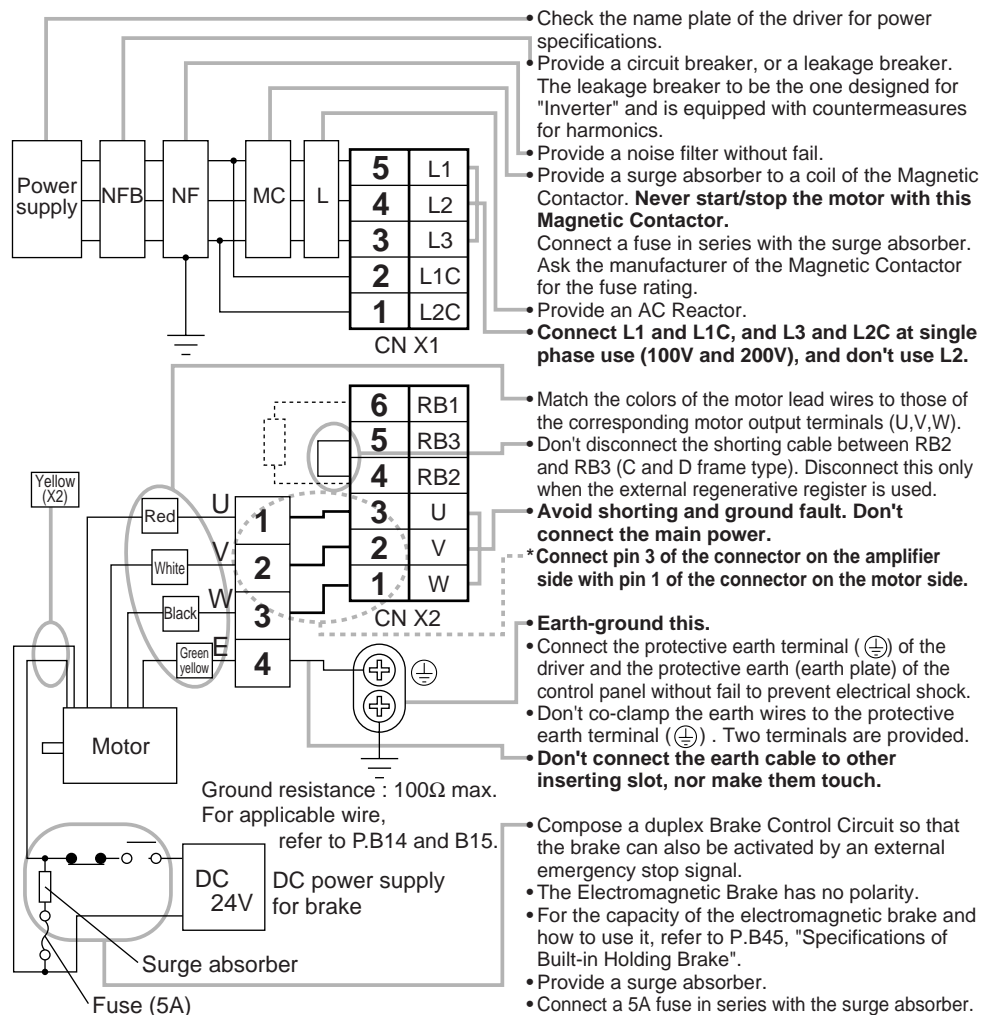 • Check the name plate of the driver for power
specifications.
• Provide a circuit breaker, or a leakage breaker.
The leakage breaker to be the one designed for
"Inverter" and is equipped with countermeasures
for harmonics.
• Provide a noise filter without fail.
• Provide a surge absorber to a coil of the Magnetic
Contactor. Never start/stop the motor with this
Magnetic Contactor.
Connect a fuse in series with the surge absorber.
Ask the manufacturer of the Magnetic Contactor
for the fuse rating.
• Provide an AC Reactor.
• Connect L1 and L1C, and L3 and L2C at single
phase use (100V and 200V), and don't use L2.
Power
supply
NFB
NF
MC
L
5 L1
4 L2
3 L3
2 L1C
1 L2C
CN X1
• Match the colors of the motor lead wires to those of
the corresponding motor output terminals (U,V,W).
• Don't disconnect the shorting cable between RB2
and RB3 (C and D frame type). Disconnect this only
when the external regenerative register is used.
• Avoid shorting and ground fault. Don't
connect the main power.
*Connect pin 3 of the connector on the amplifier
side with pin 1 of the connector on the motor side.
6 RB1
5 RB3
4 RB2
3 U
2 V
1 W
CN X2
Yellow
(X2)
Red U 1
White V 2
Black W 3
Green
yellow
E 4
• Earth-ground this.
• Connect the protective earth terminal ( ) of the
driver and the protective earth (earth plate) of the
control panel without fail to prevent electrical shock.
• Don't co-clamp the earth wires to the protective
earth terminal ( ) . Two terminals are provided.
• Don't connect the earth cable to other
inserting slot, nor make them touch.
Motor
Ground resistance : 100Ω max.
For applicable wire,
refer to P.B14 and B15.
DC
24V
DC power supply
for brake
Surge absorber
Fuse (5A)
• Compose a duplex Brake Control Circuit so that
the brake can also be activated by an external
emergency stop signal.
• The Electromagnetic Brake has no polarity.
• For the capacity of the electromagnetic brake and
how to use it, refer to P.B45, "Specifications of
Built-in Holding Brake".
• Provide a surge absorber.
• Connect a 5A fuse in series with the surge absorber.